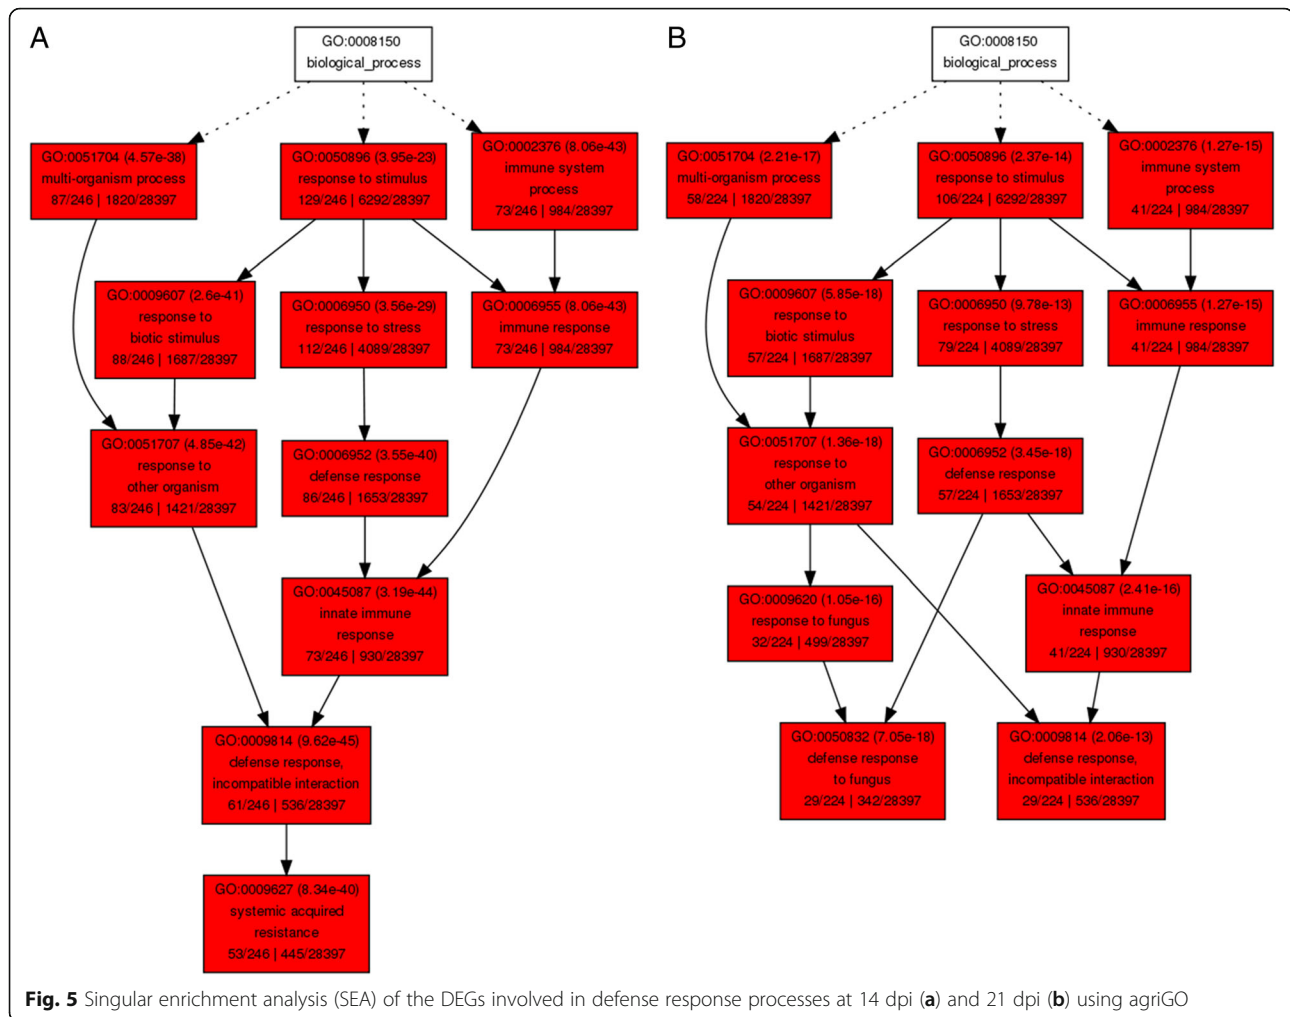 A
GO:0008150
biological_process
GO:0051704 (4.57e-38)
multi-organism process
87/246 | 1820/28397
GO:0050896 (3.95e-23)
response to stimulus
129/246 | 6292/28397
GO:0002376 (8.06e-43)
immune system
process
73/246 | 984/28397
GO:0009607 (2.6e-41)
response to
biotic stimulus
88/246 | 1687/28397
GO:0006950 (3.56e-29)
response to stress
112/246 | 4089/28397
GO:0006955 (8.06e-43)
immune response
73/246 | 984/28397
GO:0051707 (4.85e-42)
response to
other organism
83/246 | 1421/28397
GO:0006952 (3.55e-40)
defense response
86/246 | 1653/28397
GO:0045087 (3.19e-44)
innate immune
response
73/246 | 930/28397
GO:0009814 (9.62e-45)
defense response,
incompatible interaction
61/246 | 536/28397
GO:0009627 (8.34e-40)
systemic acquired
resistance
53/246 | 445/28397
B
GO:0008150
biological_process
GO:0051704 (2.21e-17)
multi-organism process
58/224 | 1820/28397
GO:0050896 (2.37e-14)
response to stimulus
106/224 | 6292/28397
GO:0002376 (1.27e-15)
immune system
process
41/224 | 984/28397
GO:0009607 (5.85e-18)
response to
biotic stimulus
57/224 | 1687/28397
GO:0006950 (9.78e-13)
response to stress
79/224 | 4089/28397
GO:0006955 (1.27e-15)
immune response
41/224 | 984/28397
GO:0051707 (1.36e-18)
response to
other organism
54/224 | 1421/28397
GO:0006952 (3.45e-18)
defense response
57/224 | 1653/28397
GO:0009620 (1.05e-16)
response to fungus
32/224 | 499/28397
GO:0045087 (2.41e-16)
innate immune
response
41/224 | 930/28397
GO:0050832 (7.05e-18)
defense response
to fungus
29/224 | 342/28397
GO:0009814 (2.06e-13)
defense response,
incompatible interaction
29/224 | 536/28397
Fig. 5 Singular enrichment analysis (SEA) of the DEGs involved in defense response processes at 14 dpi (a) and 21 dpi (b) using agriGO